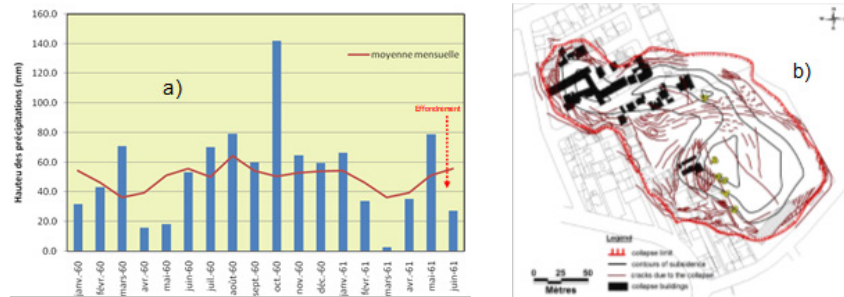 160.0
140.0
120.0
100.0
80.0
60.0
40.0
20.0
0.0
Hauteu des précipitations (mm)
a)
moyenne mensuelle
Effondrement
janv.-60
févr.-60
mars-60
avr.-60
mai-60
juin-60
juil.-60
août-60
sept.-60
oct.-60
nov.-60
déc.-60
janv.-61
févr.-61
mars-61
avr.-61
mai-61
juin-61
b)
Legend
collapse limit
contours of subsidence
cracks due to the collapse
collapse buildings
0 25 50
Mètres